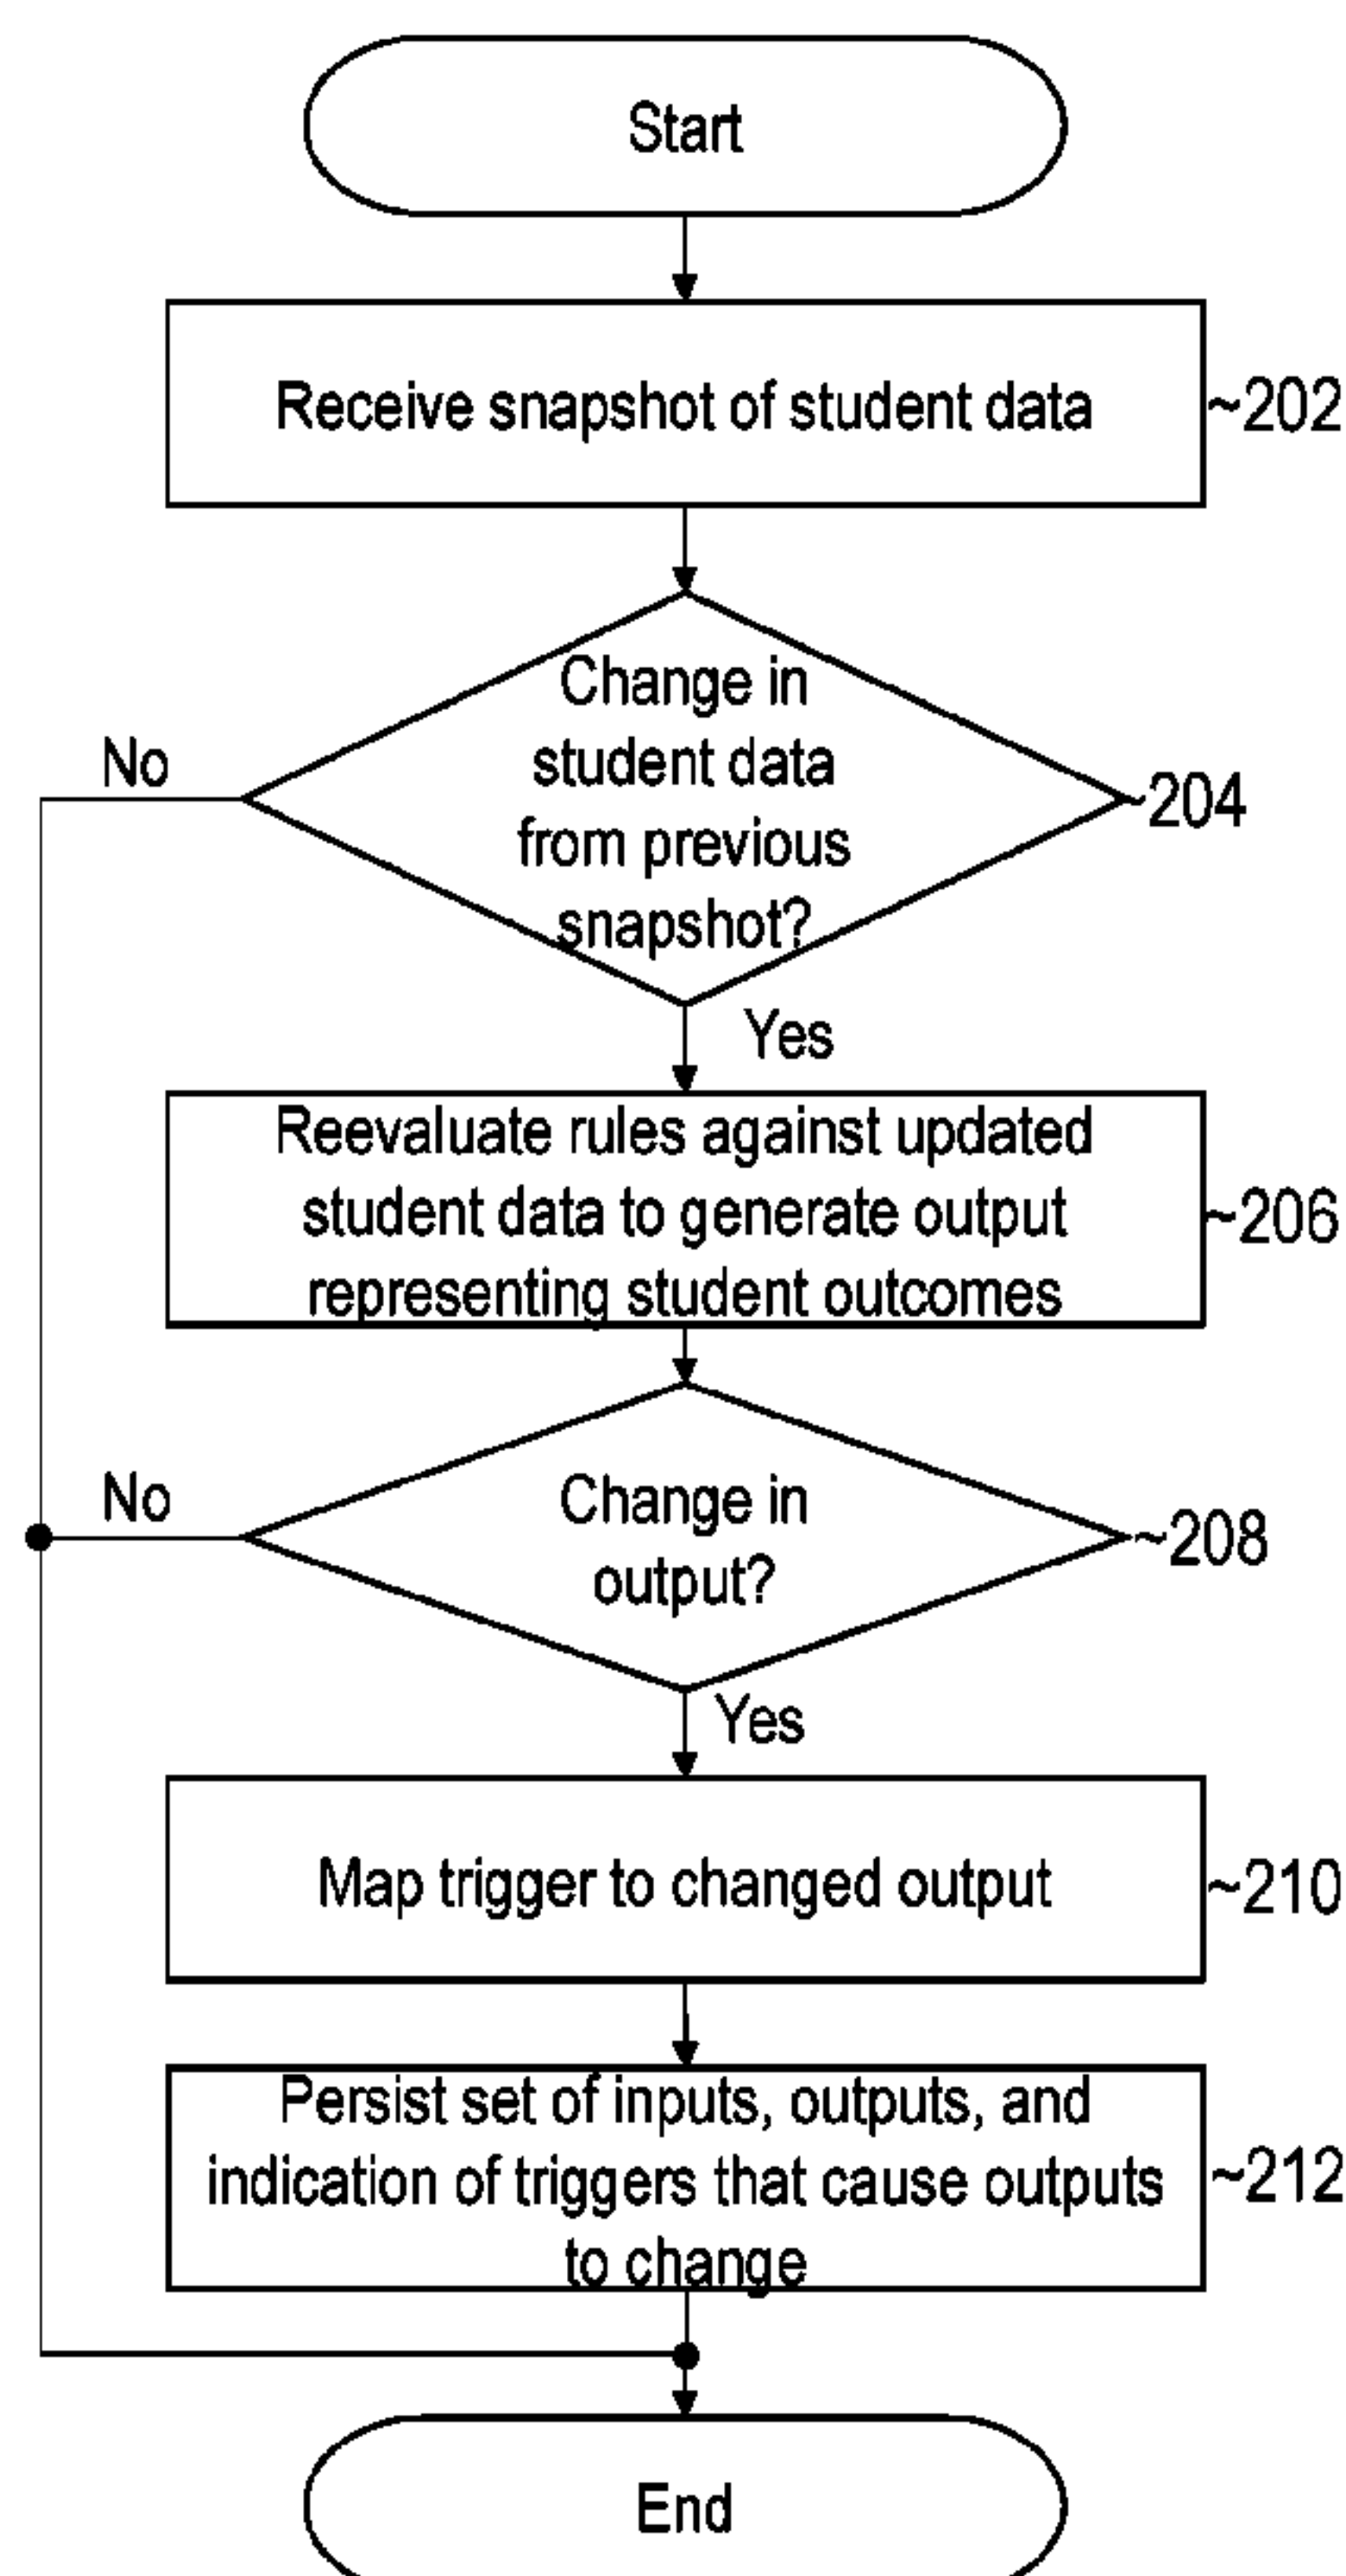 Start
Receive snapshot of student data
~202
Change in
student data
from previous
snapshot?
No
~204
Yes
Reevaluate rules against updated
student data to generate output
representing student outcomes
~206
Change in
output?
No
~208
Yes
Map trigger to changed output
~210
Persist set of inputs, outputs, and
indication of triggers that cause outputs
to change
~212
End